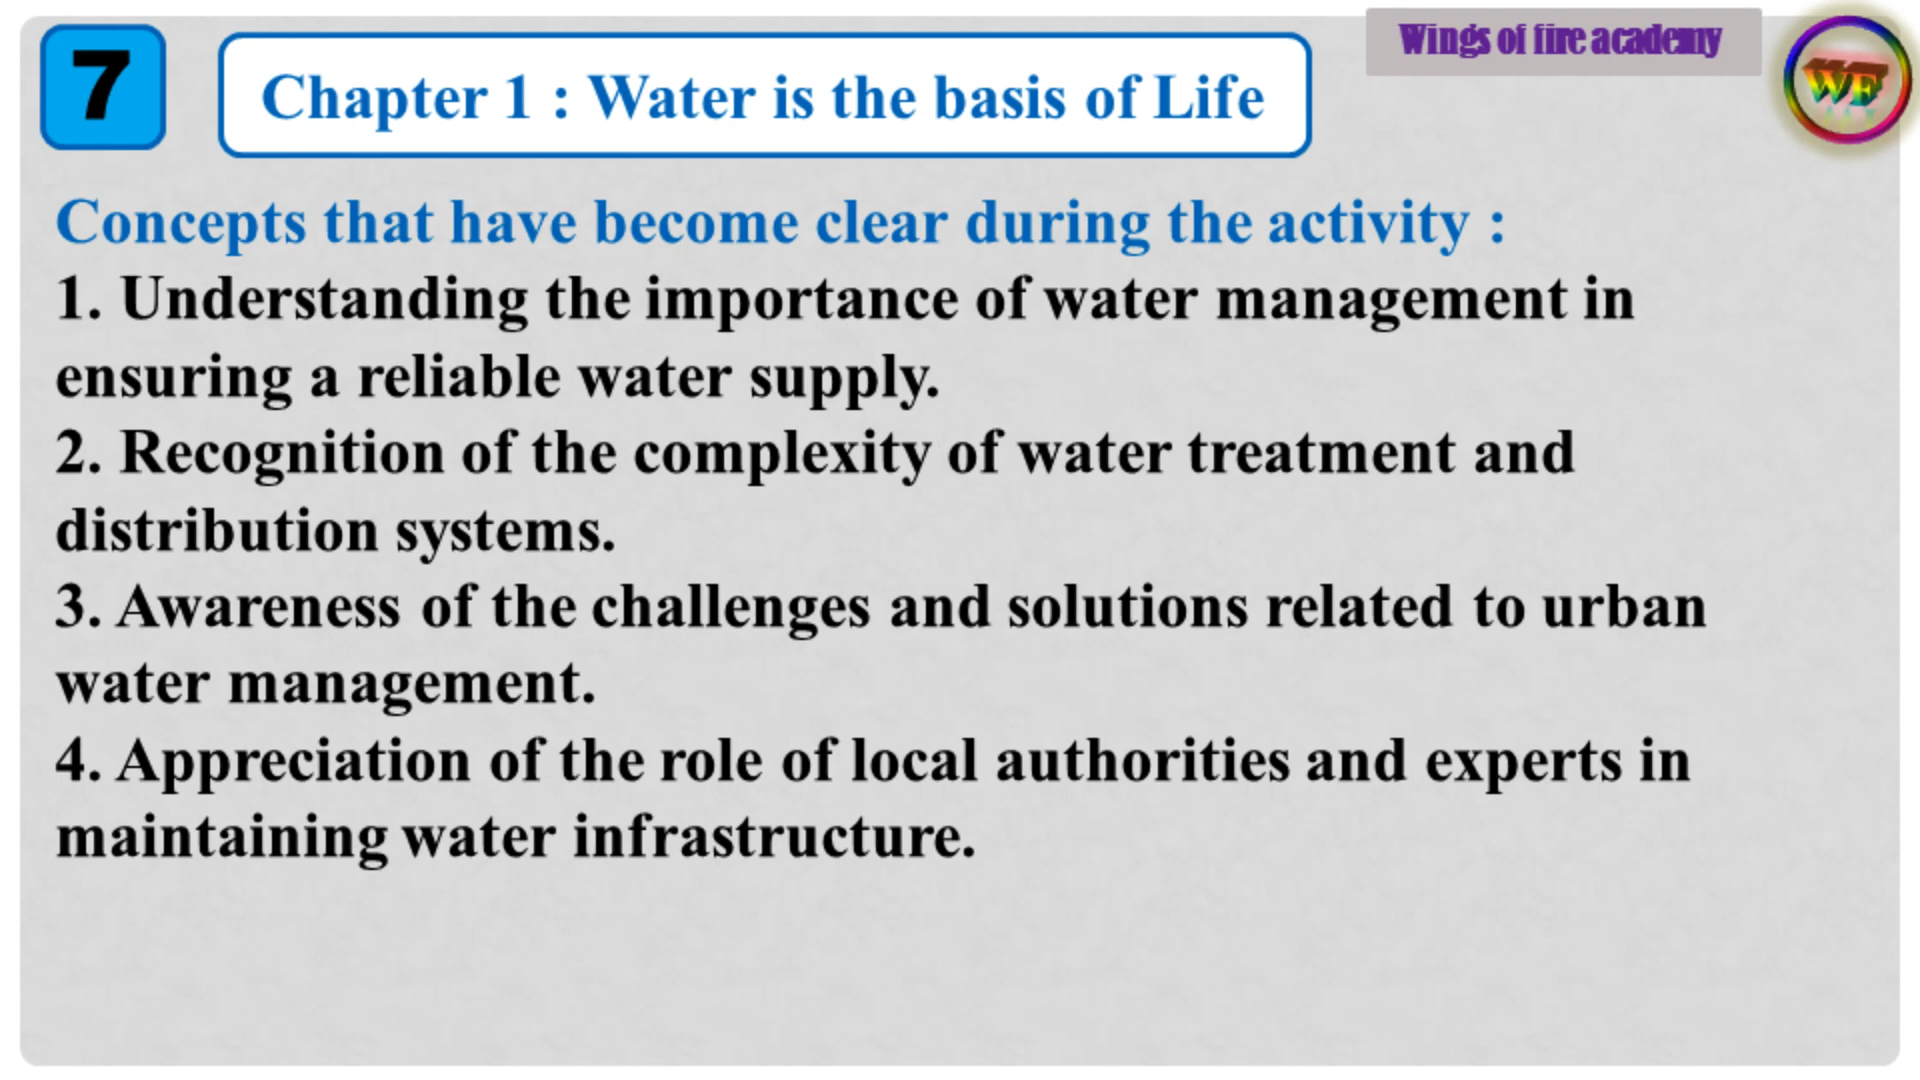 7
Chapter 1 : Water is the basis of Life
Wings of fire academy
WF
Concepts that have become clear during the activity :
1. Understanding the importance of water management in
ensuring a reliable water supply.
2. Recognition of the complexity of water treatment and
distribution systems.
3. Awareness of the challenges and solutions related to urban
water management.
4. Appreciation of the role of local authorities and experts in
maintaining water infrastructure.